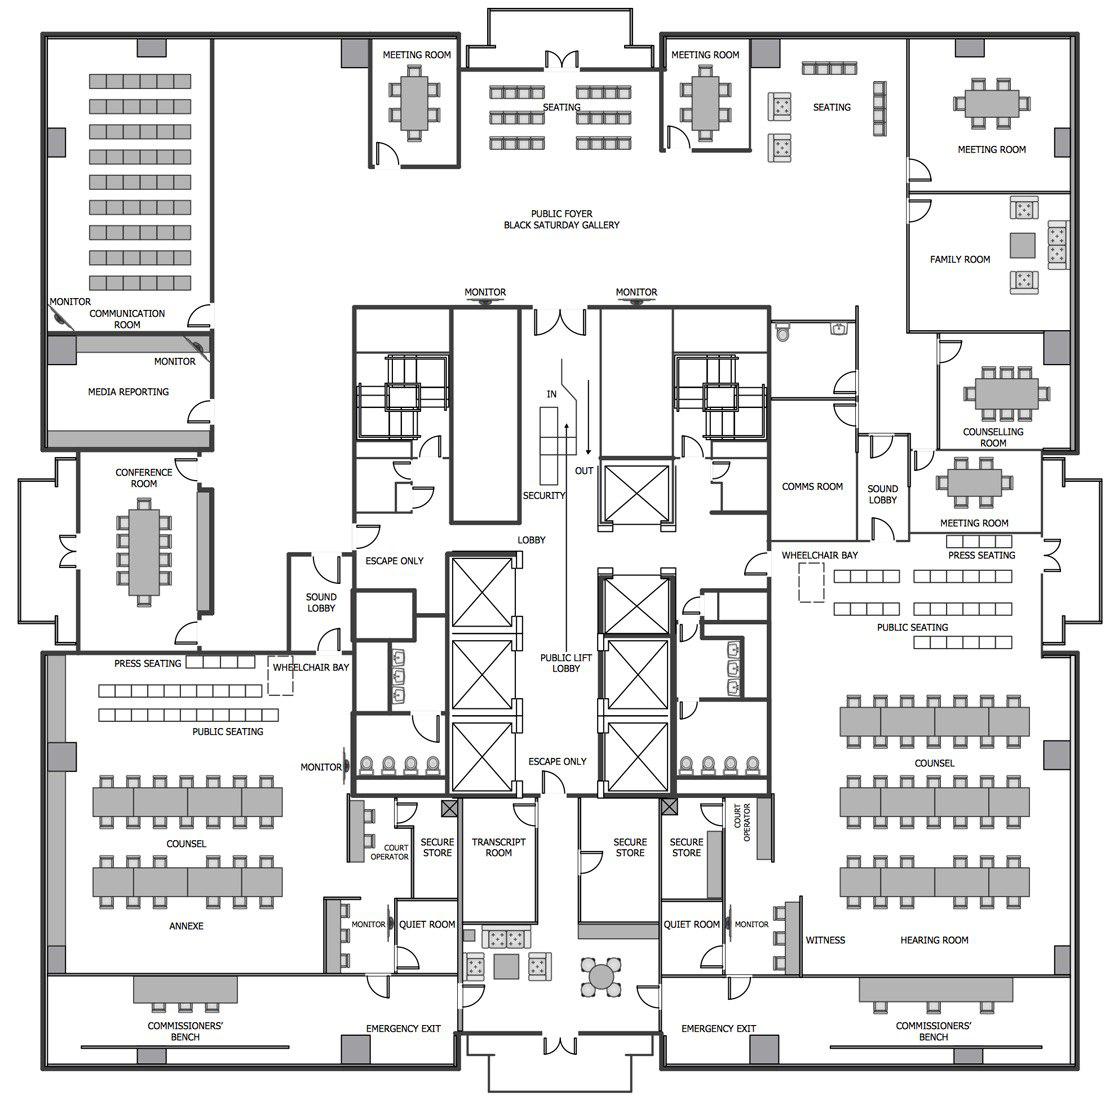 MEETING ROOM
SEATING
MEETING ROOM
SEATING
MEETING ROOM
PUBLIC FOYER
BLACK SATURDAY GALLERY
FAMILY ROOM
MONITOR
COMMUNICATION
ROOM
MONITOR
MONITOR
MONITOR
MEDIA REPORTING
IN
OUT
SECURITY
COUNSELLING
ROOM
CONFERENCE
ROOM
COMMS ROOM
SOUND
LOBBY
MEETING ROOM
LOBBY
ESCAPE ONLY
WHEELCHAIR BAY
PRESS SEATING
SOUND
LOBBY
PUBLIC SEATING
PRESS SEATING
WHEELCHAIR BAY
PUBLIC LIFT
LOBBY
PUBLIC SEATING
MONITOR
ESCAPE ONLY
COUNSEL
COUNSEL
COURT
OPERATOR
SECURE
STORE
TRANSCRIPT
ROOM
SECURE
STORE
SECURE
STORE
COURT
OPERATOR
ANNEXE
MONITOR
QUIET ROOM
QUIET ROOM
MONITOR
WITNESS
HEARING ROOM
COMMISSIONERS'
BENCH
EMERGENCY EXIT
EMERGENCY EXIT
COMMISSIONERS'
BENCH